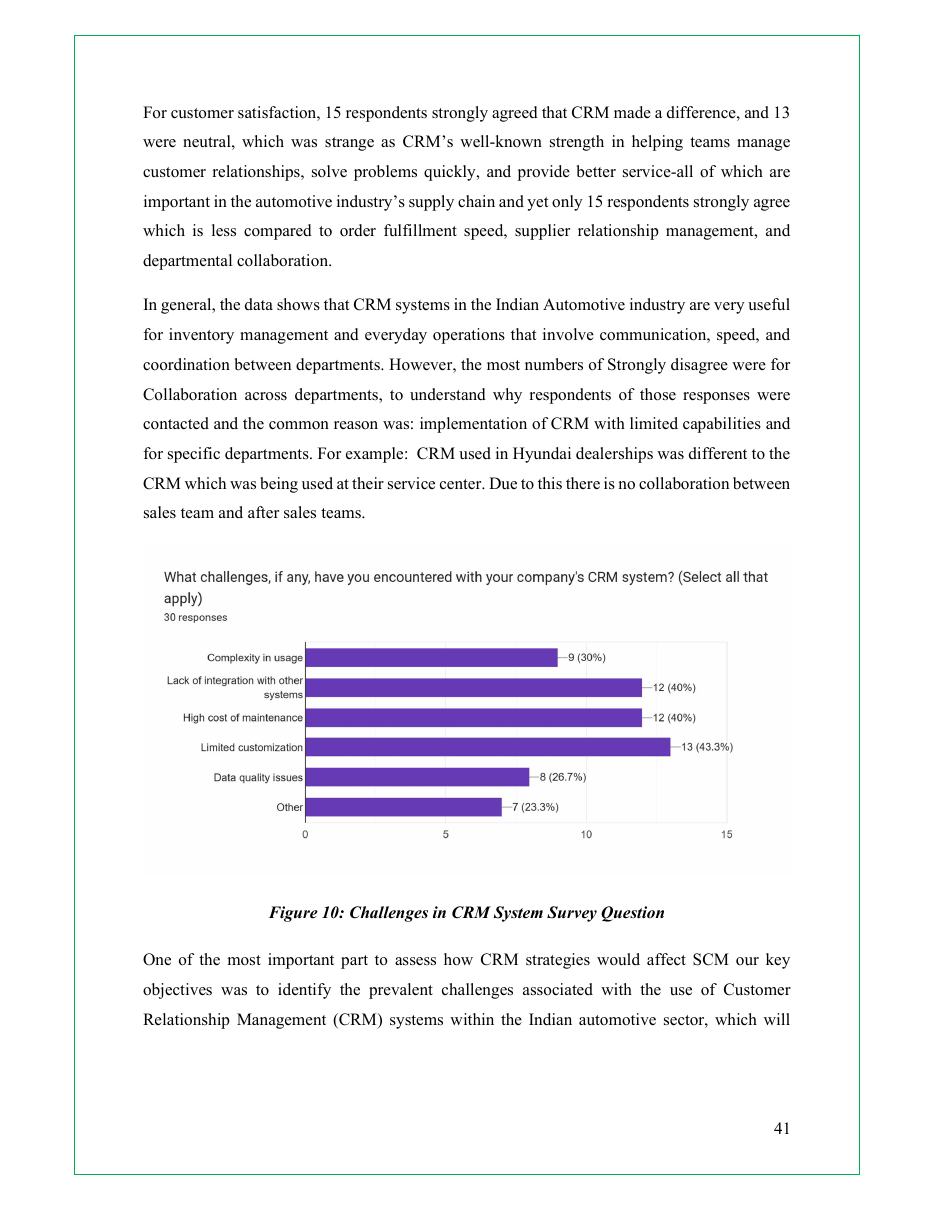 For customer satisfaction, 15 respondents strongly agreed that CRM made a difference, and 13
were neutral, which was strange as CRM’s well-known strength in helping teams manage
customer relationships, solve problems quickly, and provide better service-all of which are
important in the automotive industry’s supply chain and yet only 15 respondents strongly agree
which is less compared to order fulfillment speed, supplier relationship management, and
departmental collaboration.
In general, the data shows that CRM systems in the Indian Automotive industry are very useful
for inventory management and everyday operations that involve communication, speed, and
coordination between departments. However, the most numbers of Strongly disagree were for
Collaboration across departments, to understand why respondents of those responses were
contacted and the common reason was: implementation of CRM with limited capabilities and
for specific departments. For example:  CRM used in Hyundai dealerships was different to the
CRM which was being used at their service center. Due to this there is no collaboration between
sales team and after sales teams.
What challenges, if any, have you encountered with your company's CRM system? (Select all that
apply)
30 responses
Complexity in usage 9 (30%)
Lack of integration with other
systems 12 (40%)
High cost of maintenance 12 (40%)
Limited customization 13 (43.3%)
Data quality issues 8 (26.7%)
Other 7 (23.3%)
0 5 10 15
Figure 10: Challenges in CRM System Survey Question
One of the most important part to assess how CRM strategies would affect SCM our key
objectives was to identify the prevalent challenges associated with the use of Customer
Relationship Management (CRM) systems within the Indian automotive sector, which will
41